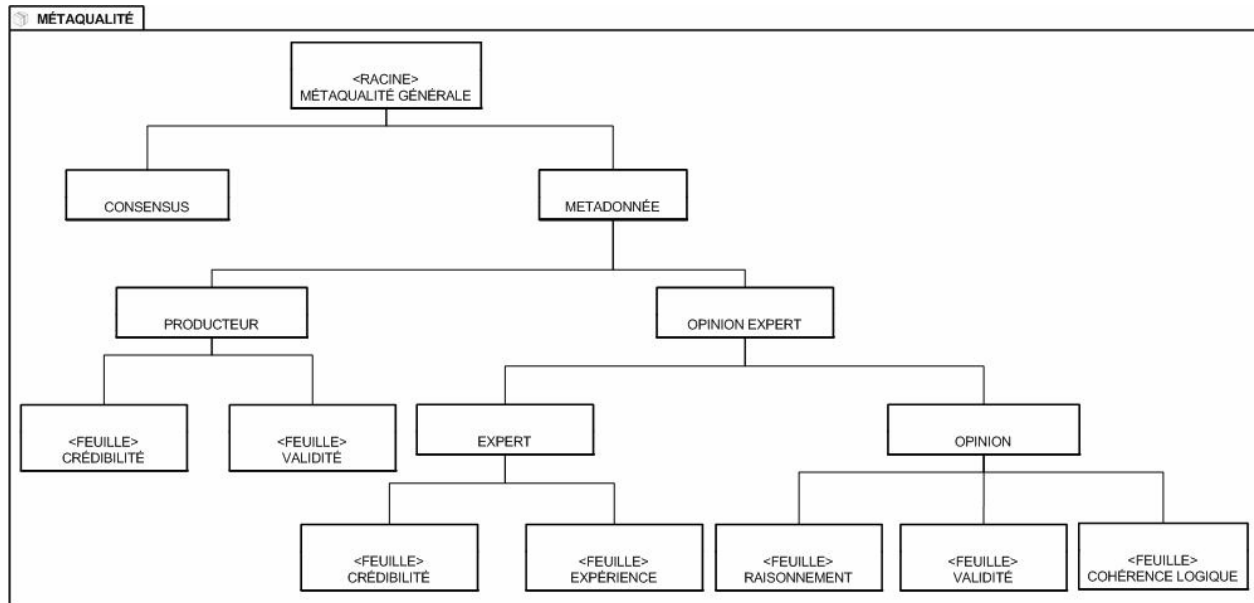 MÉTAQUALITÉ
<RACINE>
MÉTAQUALITÉ GÉNÉRALE
CONSENSUS
METADONNÉE
PRODUCTEUR
OPINION EXPERT
<FEUILLE>
CRÉDIBILITÉ
<FEUILLE>
VALIDITÉ
EXPERT
OPINION
<FEUILLE>
CRÉDIBILITÉ
<FEUILLE>
EXPÉRIENCE
<FEUILLE>
RAISONNEMENT
<FEUILLE>
VALIDITÉ
<FEUILLE>
COHÉRENCE LOGIQUE